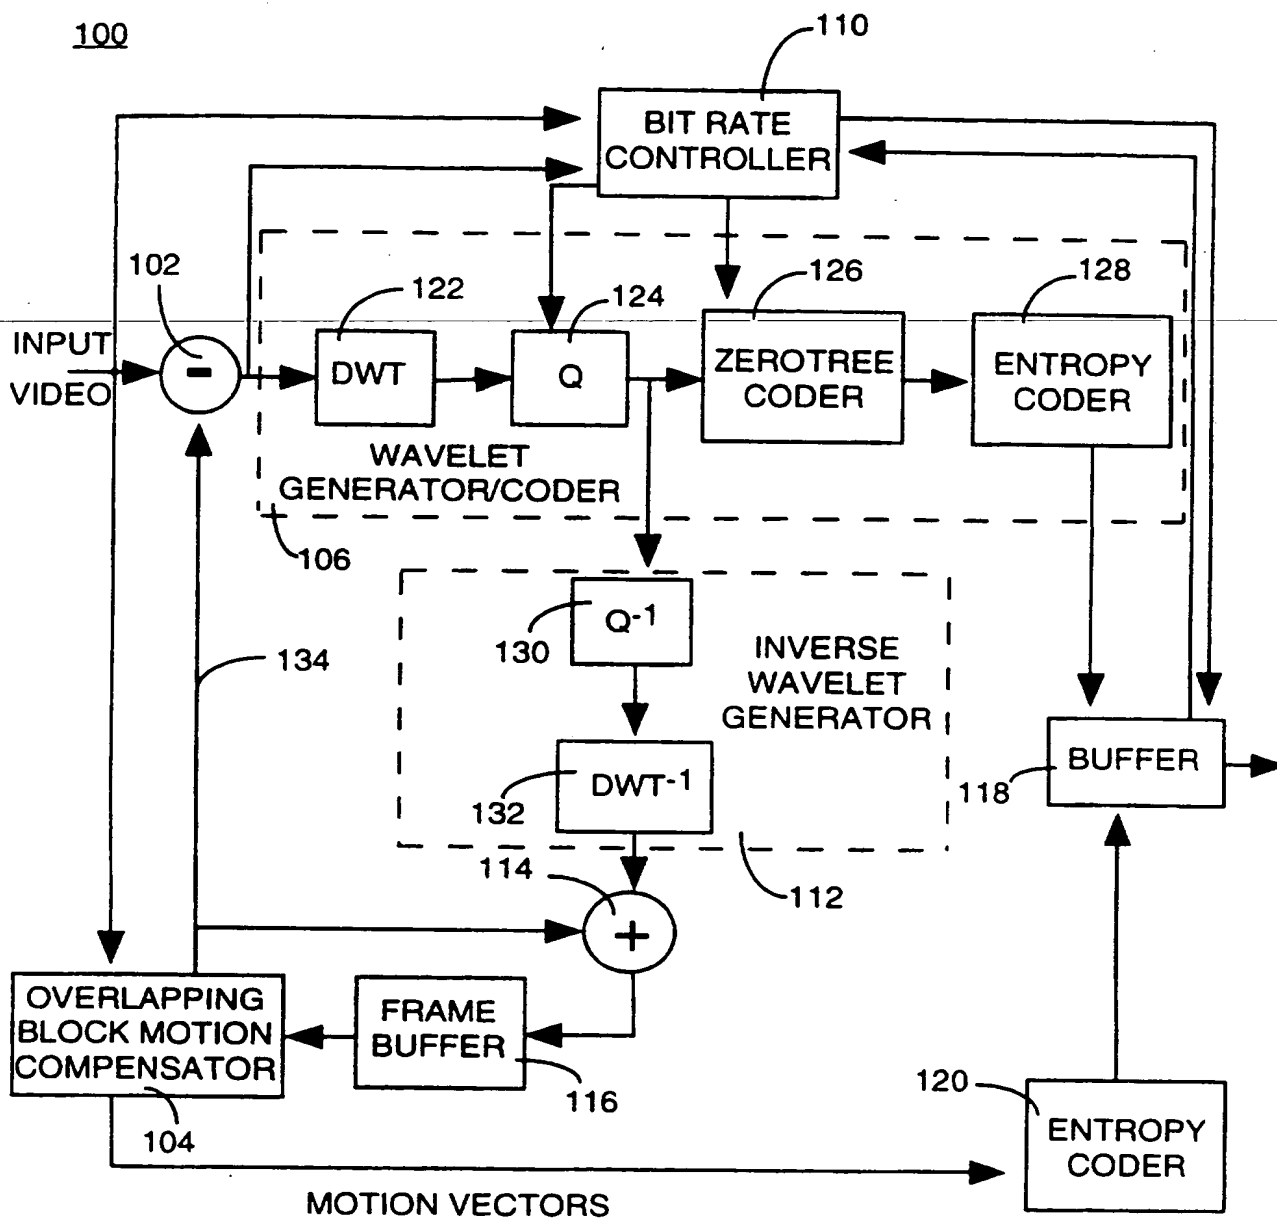 100
110
BIT RATE
CONTROLLER
102
122
124
126
128
INPUT
VIDEO
-
DWT
Q
ZEROTREE
CODER
ENTROPY
CODER
WAVELET
GENERATOR/CODER
106
130
Q-1
INVERSE
WAVELET
GENERATOR
134
132
DWT-1
118
BUFFER
114
112
+
OVERLAPPING
BLOCK MOTION
COMPENSATOR
FRAME
BUFFER
116
104
120
ENTROPY
CODER
MOTION VECTORS